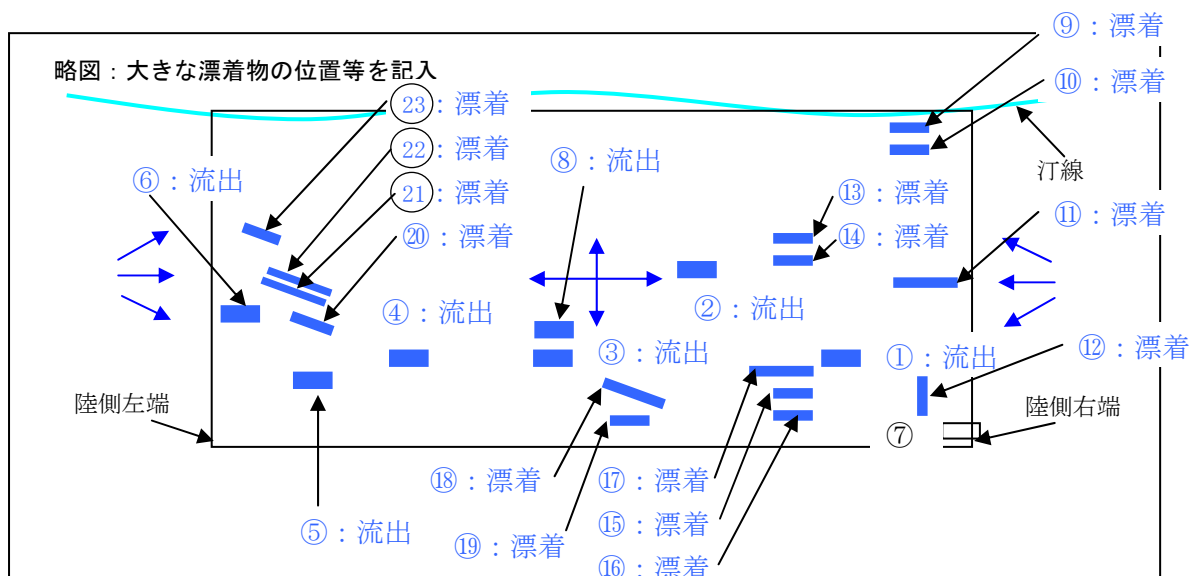 ⑨：漂着
略図：大きな漂着物の位置等を記入
⑩：漂着
㉓：漂着
㉒：漂着
⑧：流出
汀線
⑥：流出
㉑：漂着
⑬：漂着
⑪：漂着
⑳：漂着
⑭：漂着
④：流出
②：流出
③：流出
①：流出
⑫：漂着
陸側左端
陸側右端
⑦
⑱：漂着
⑰：漂着
⑤：流出
⑲：漂着
⑮：漂着
⑯：漂着